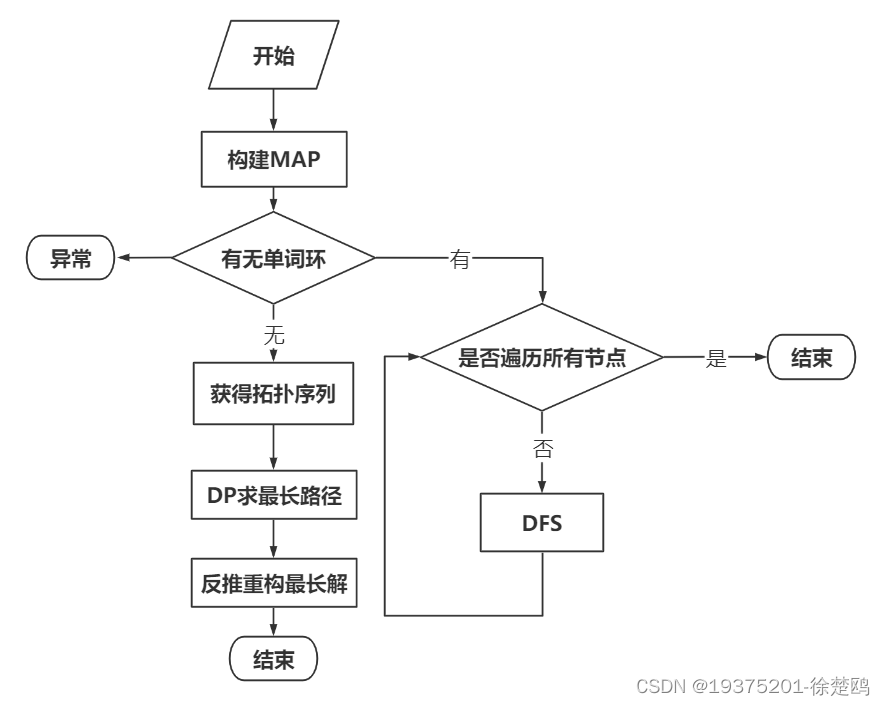 开始
构建MAP
异常
有无单词环
有
无
是否遍历所有节点
是
结束
获得拓扑序列
否
DP求最长路径
DFS
反推重构最长解
结束
CSDN @19375201-徐楚鸥